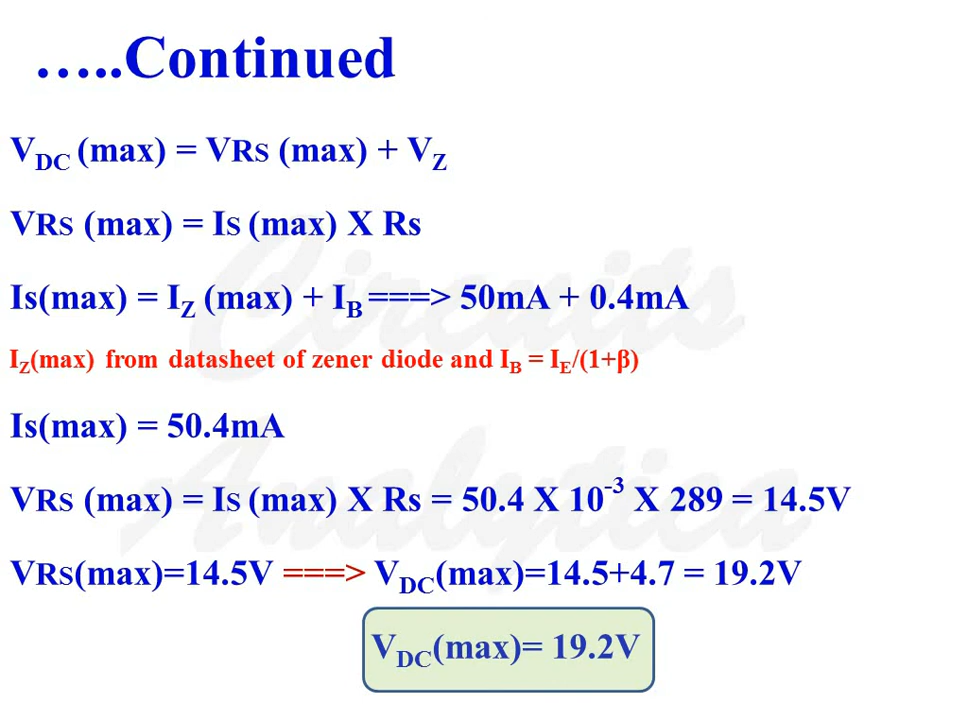 …..Continued
VDC (max) = VRS (max) + VZ
VRS (max) = IS (max) X Rs
Is(max) = IZ (max) + IB ===> 50mA + 0.4mA
IZ(max) from datasheet of zener diode and IB = IE/(1+β)
Is(max) = 50.4mA
VRS (max) = IS (max) X Rs = 50.4 X 10-3 X 289 = 14.5V
VRS(max)=14.5V ===> VDC(max)=14.5+4.7 = 19.2V
VDC(max)= 19.2V
Circuits
Analytica